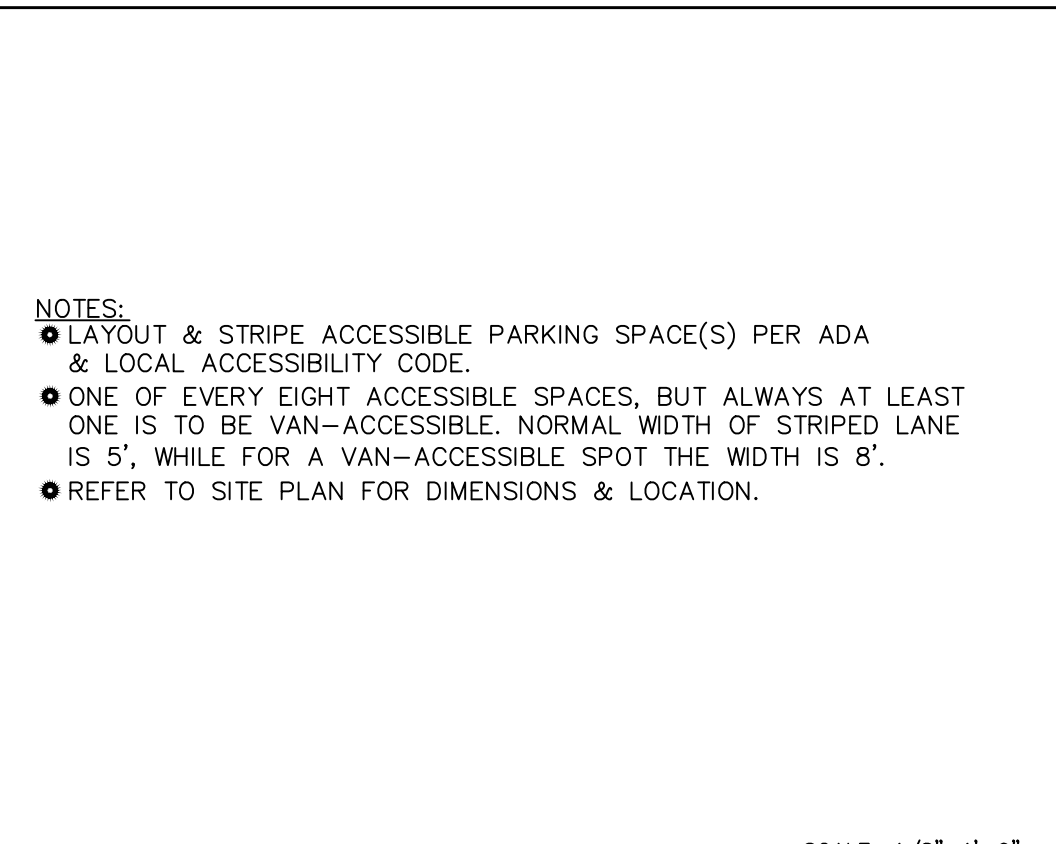 NOTES:
LAYOUT & STRIPE ACCESSIBLE PARKING SPACE(S) PER ADA
& LOCAL ACCESSIBILITY CODE.
ONE OF EVERY EIGHT ACCESSIBLE SPACES, BUT ALWAYS AT LEAST
ONE IS TO BE VAN-ACCESSIBLE. NORMAL WIDTH OF STRIPED LANE
IS 5', WHILE FOR A VAN-ACCESSIBLE SPOT THE WIDTH IS 8'.
REFER TO SITE PLAN FOR DIMENSIONS & LOCATION.